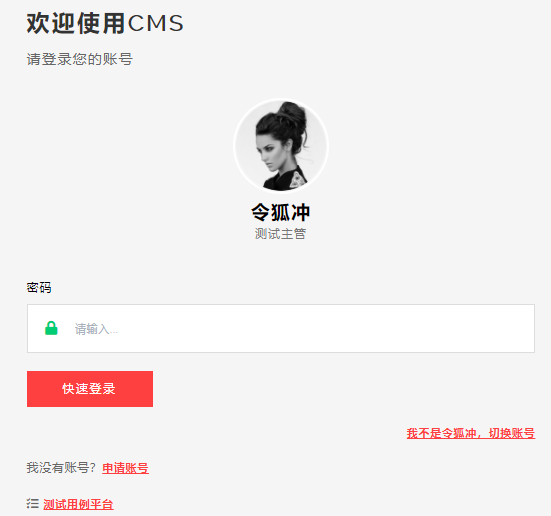 欢迎使用CMS
请登录您的账号
令狐冲
测试主管
密码
请输入...
快速登录
我不是令狐冲，切换账号
我没有账号？申请账号
测试用例平台